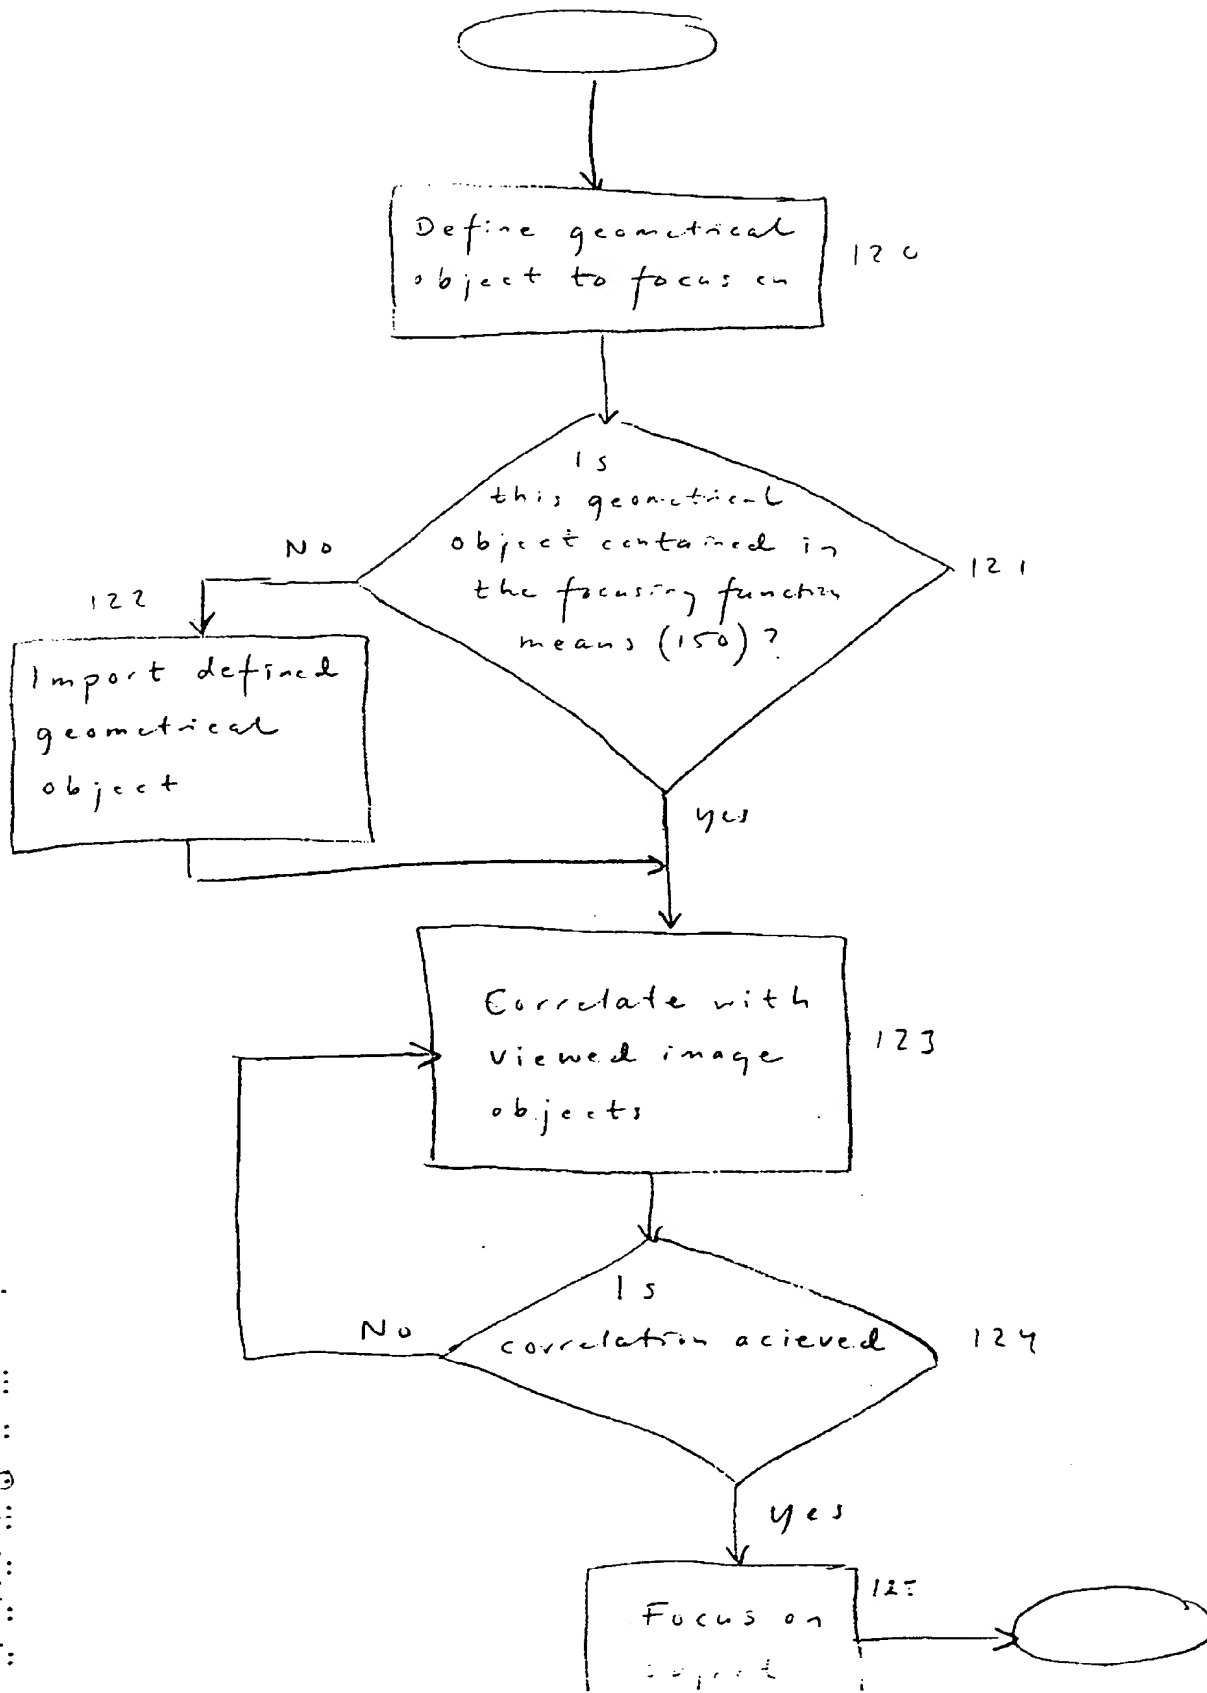 Define geometrical
object to focus on
120
Is
this geometrical
object contained in
the focusing function
means (150)?
No
121
122
Import defined
geometrical
object
yes
Correlate with
viewed image
objects
123
Is
correlation acieved
No
124
yes
Focus on